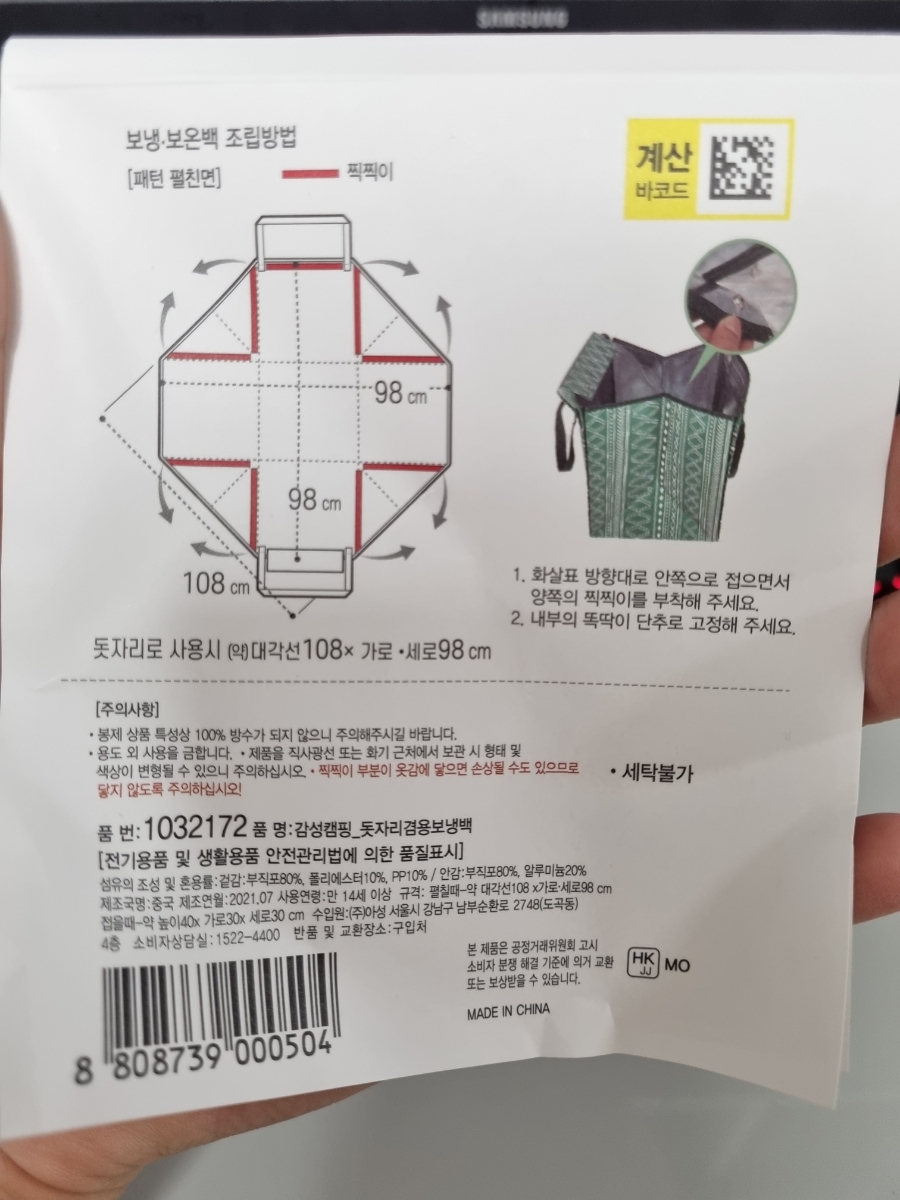 SAMSUNG
보냉·보온백 조립방법
[패턴 펼친면]
찍찍이
계산
바코드
98 cm
98 cm
108 cm
1. 화살표 방향대로 안쪽으로 접으면서
양쪽의 찍찍이를 부착해 주세요.
2. 내부의 똑딱이 단추로 고정해 주세요.
돗자리로 사용시 (약)대각선108× 가로·세로98 cm
[주의사항]
• 봉제 상품 특성상 100% 방수가 되지 않으니 주의해주시길 바랍니다.
• 용도 외 사용을 금합니다. • 제품을 직사광선 또는 화기 근처에서 보관 시 형태 및
색상이 변형될 수 있으니 주의하십시오. • 찍찍이 부분이 옷감에 닿으면 손상될 수도 있으므로
닿지 않도록 주의하십시오!
• 세탁불가
품 번:1032172 품 명:감성캠핑_돗자리겸용보냉백
[전기용품 및 생활용품 안전관리법에 의한 품질표시]
섬유의 조성 및 혼용률:겉감:부직포80%, 폴리에스터10%, PP10% / 안감:부직포80%, 알루미늄20%
제조국명:중국 제조연월:2021.07 사용연령:만 14세 이상 규격: 펼칠때–약 대각선108 x가로·세로98 cm
접을때–약 높이40x 가로30x 세로30 cm 수입원:(주)아성 서울시 강남구 남부순환로 2748(도곡동)
4층 소비자상담실:1522-4400 반품 및 교환장소:구입처
본 제품은 공정거래위원회 고시
소비자 분쟁 해결 기준에 의거 교환
또는 보상받을 수 있습니다.
HK
JJ
MO
MADE IN CHINA
8 808739 000504